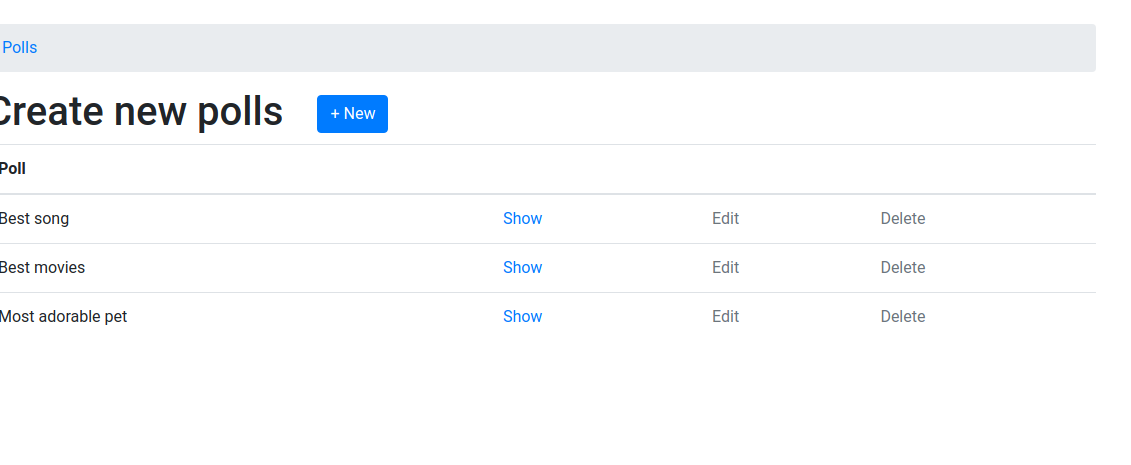 Polls
Create new polls + New
Poll
Best song Show Edit Delete
Best movies Show Edit Delete
Most adorable pet Show Edit Delete